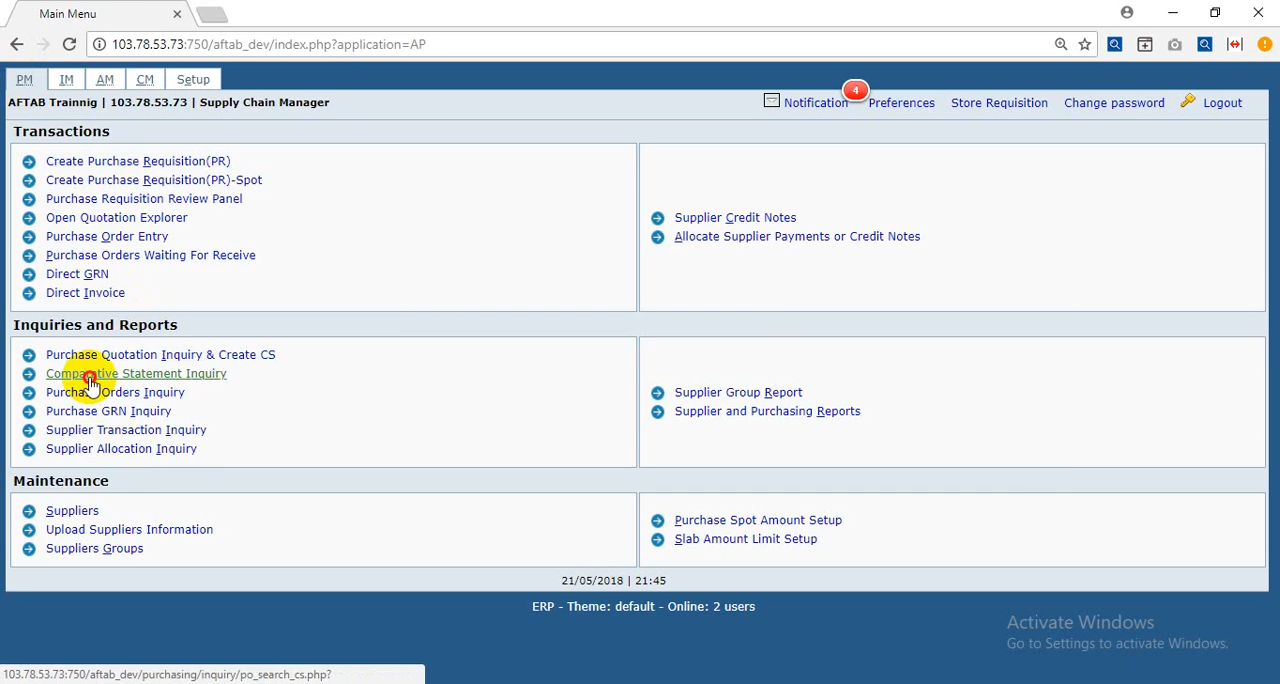 Main Menu
103.78.53.73:750/aftab_dev/index.php?application=AP
PM IM AM CM Setup
AFTAB Trainnig | 103.78.53.73 | Supply Chain Manager
Notification 4 Preferences Store Requisition Change password Logout
Transactions
Create Purchase Requisition(PR)
Create Purchase Requisition(PR)-Spot
Purchase Requisition Review Panel
Open Quotation Explorer
Purchase Order Entry
Purchase Orders Waiting For Receive
Direct GRN
Direct Invoice
Supplier Credit Notes
Allocate Supplier Payments or Credit Notes
Inquiries and Reports
Purchase Quotation Inquiry & Create CS
Comparative Statement Inquiry
Purchase Orders Inquiry
Purchase GRN Inquiry
Supplier Transaction Inquiry
Supplier Allocation Inquiry
Supplier Group Report
Supplier and Purchasing Reports
Maintenance
Suppliers
Upload Suppliers Information
Suppliers Groups
Purchase Spot Amount Setup
Slab Amount Limit Setup
21/05/2018 | 21:45
ERP - Theme: default - Online: 2 users
Activate Windows
Go to Settings to activate Windows.
103.78.53.73:750/aftab_dev/purchasing/inquiry/po_search_cs.php?